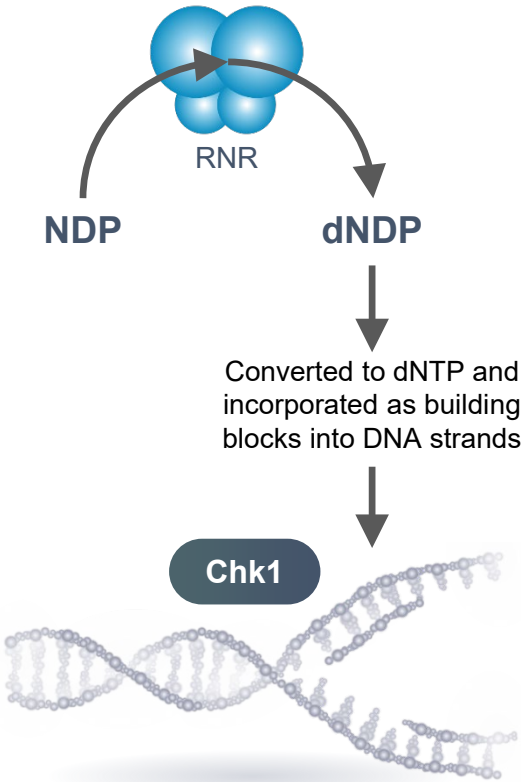 RNR
NDP
dNDP
Converted to dNTP and
incorporated as building
blocks into DNA strands
Chk1